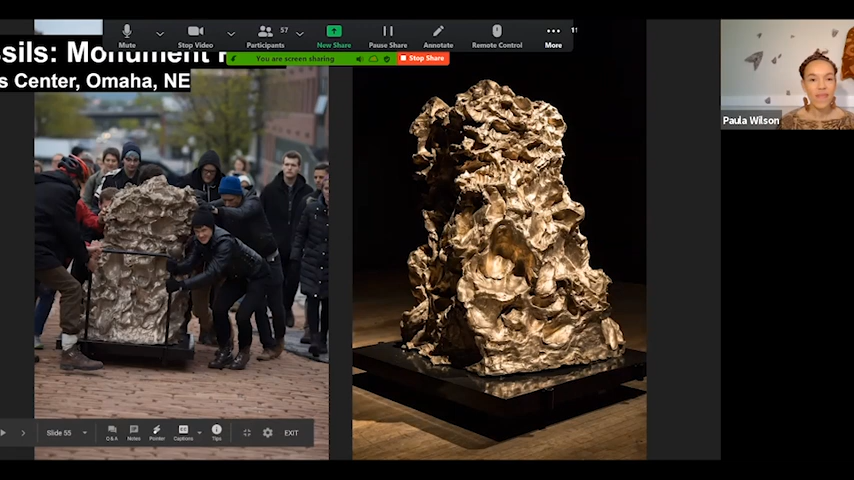 57
Mute
Stop Video
Participants
New Share
Pause Share
Annotate
Remote Control
More
You are screen sharing
Stop Share
ssils: Monument
s Center, Omaha, NE
Paula Wilson
Slide 55
Q&A
Notes
Pointer
Captions
Tips
EXIT